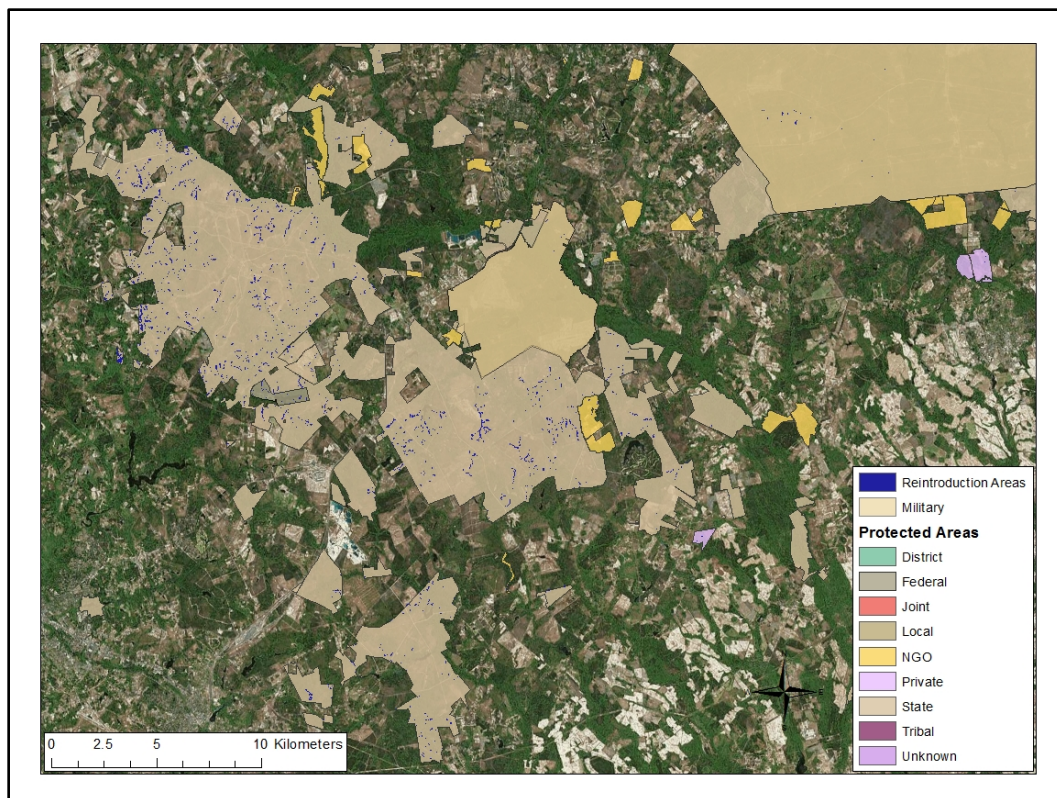 Reintroduction Areas
Military
Protected Areas
District
Federal
Joint
Local
NGO
Private
State
Tribal
Unknown
0 2.5 5 10 Kilometers